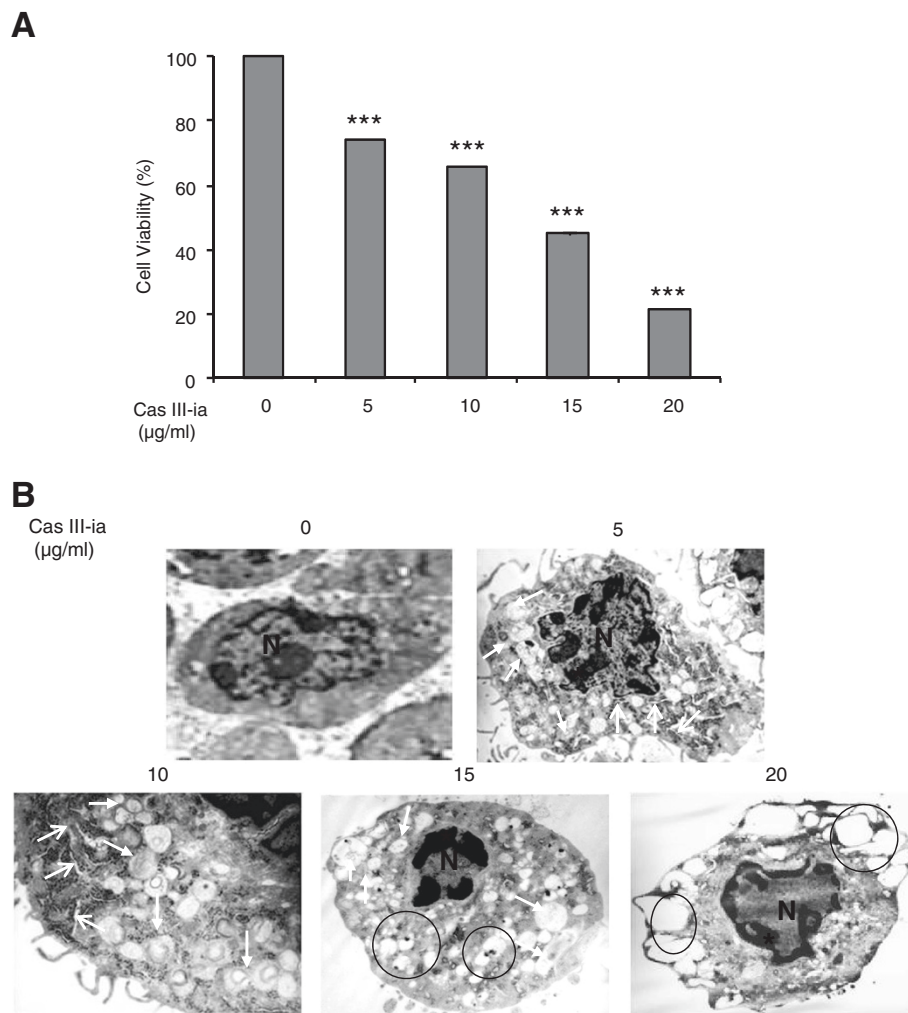 A
100
80
60
40
20
0
Cell Viability (%)
***
***
***
***
Cas III-ia
(µg/ml)
0 5 10 15 20
B
Cas III-ia
(µg/ml)
0 5
N
N
10 15 20
N
N
*